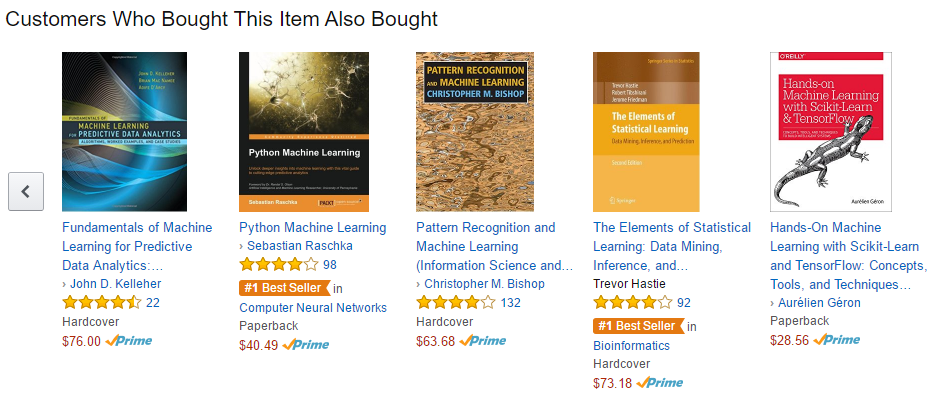 Customers Who Bought This Item Also Bought
JOHN D. KELLEHER
BRIAN MAC NAMEE
AOIFE D'ARCY
FUNDAMENTALS OF
MACHINE LEARNING
FOR PREDICTIVE DATA ANALYTICS
ALGORITHMS, WORKED EXAMPLES, AND CASE STUDIES
Fundamentals of Machine
Learning for Predictive
Data Analytics:...
› John D. Kelleher
22
Hardcover
$76.00 Prime
Python Machine Learning
Sebastian Raschka
PACKT
Python Machine Learning
› Sebastian Raschka
98
#1 Best Seller in
Computer Neural Networks
Paperback
$40.49 Prime
PATTERN RECOGNITION
AND MACHINE LEARNING
CHRISTOPHER M. BISHOP
Pattern Recognition and
Machine Learning
(Information Science and...
› Christopher M. Bishop
132
Hardcover
$63.68 Prime
Springer Series in Statistics
Trevor Hastie
Robert Tibshirani
Jerome Friedman
The Elements of
Statistical Learning
Data Mining, Inference, and Prediction
Second Edition
Springer
The Elements of Statistical
Learning: Data Mining,
Inference, and...
Trevor Hastie
92
#1 Best Seller in
Bioinformatics
Hardcover
$73.18 Prime
O'REILLY
Hands-on
Machine Learning
with Scikit-Learn
& TensorFlow
CONCEPTS, TOOLS, AND TECHNIQUES
TO BUILD INTELLIGENT SYSTEMS
Aurélien Géron
Hands-On Machine
Learning with Scikit-Learn
and TensorFlow: Concepts,
Tools, and Techniques...
› Aurélien Géron
Paperback
$28.56 Prime